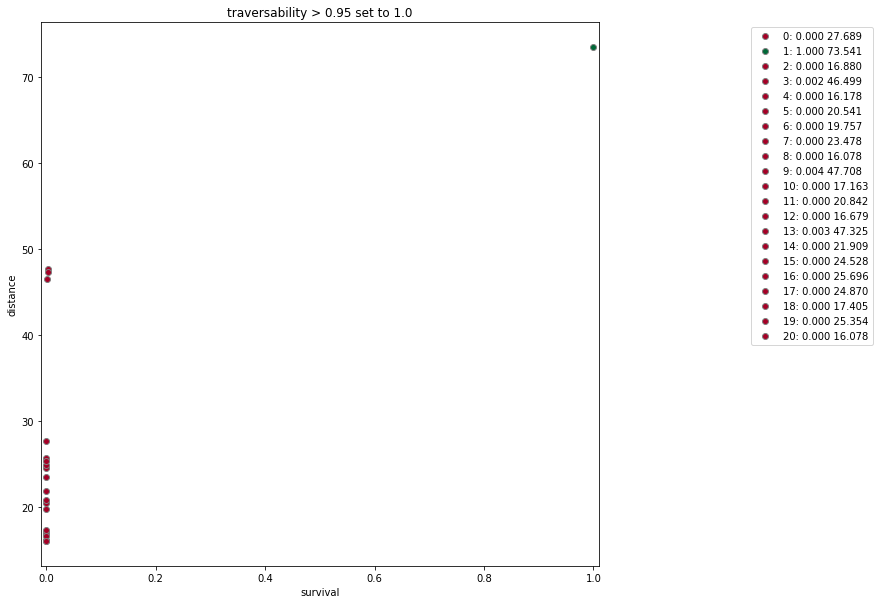 traversability > 0.95 set to 1.0
distance
70
60
50
40
30
20
0.0 0.2 0.4 0.6 0.8 1.0
survival
0: 0.000 27.689
1: 1.000 73.541
2: 0.000 16.880
3: 0.002 46.499
4: 0.000 16.178
5: 0.000 20.541
6: 0.000 19.757
7: 0.000 23.478
8: 0.000 16.078
9: 0.004 47.708
10: 0.000 17.163
11: 0.000 20.842
12: 0.000 16.679
13: 0.003 47.325
14: 0.000 21.909
15: 0.000 24.528
16: 0.000 25.696
17: 0.000 24.870
18: 0.000 17.405
19: 0.000 25.354
20: 0.000 16.078